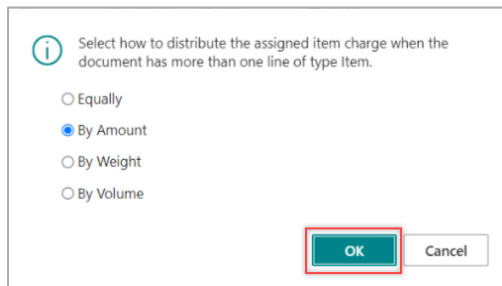 Select how to distribute the assigned item charge when the
document has more than one line of type Item.
Equally
By Amount
By Weight
By Volume
OK
Cancel